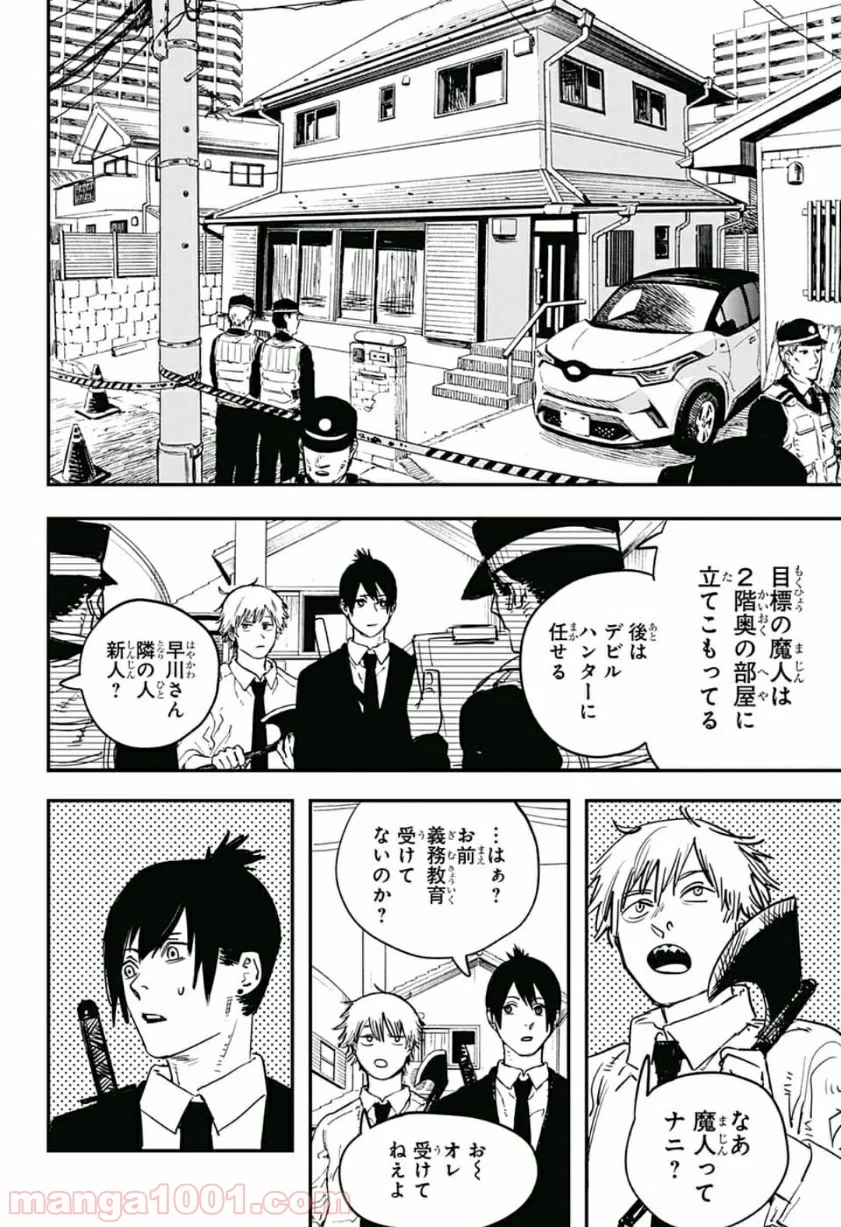 目標の魔人は
2階奥の部屋に
立てこもってる
後は
デビル
ハンターに
任せる
早川さん
隣の人
新人？
なあ
魔人って
ナニ？
…はぁ？
お前
義務教育
受けて
ないのか？
お〜
オレ
受けて
ねえよ
manga1001.com